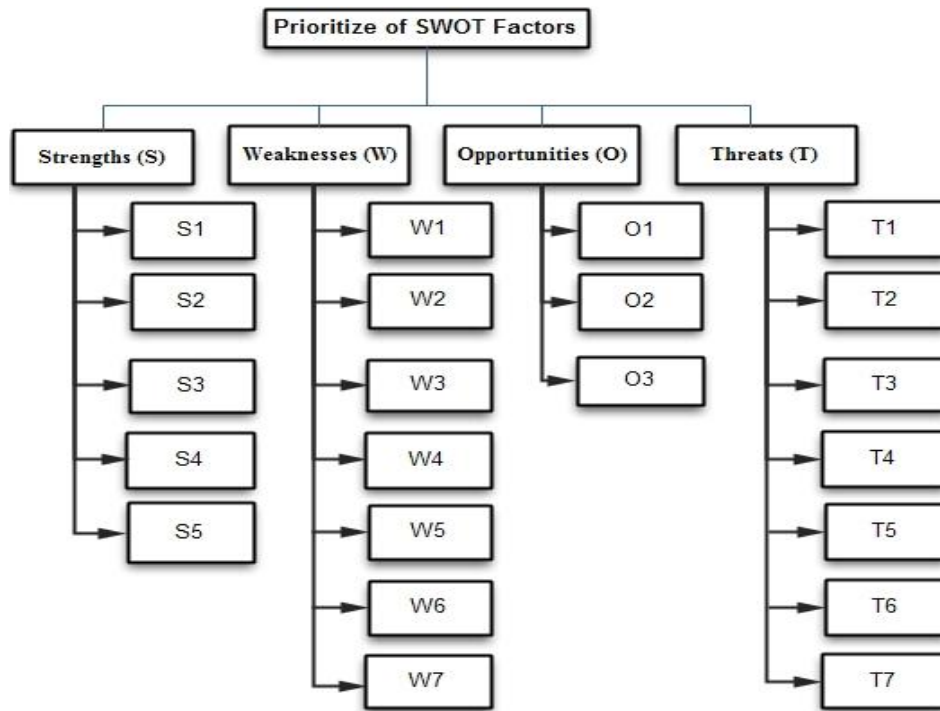 Prioritize of SWOT Factors
Strengths (S)
Weaknesses (W)
Opportunities (O)
Threats (T)
S1
S2
S3
S4
S5
W1
W2
W3
W4
W5
W6
W7
O1
O2
O3
T1
T2
T3
T4
T5
T6
T7